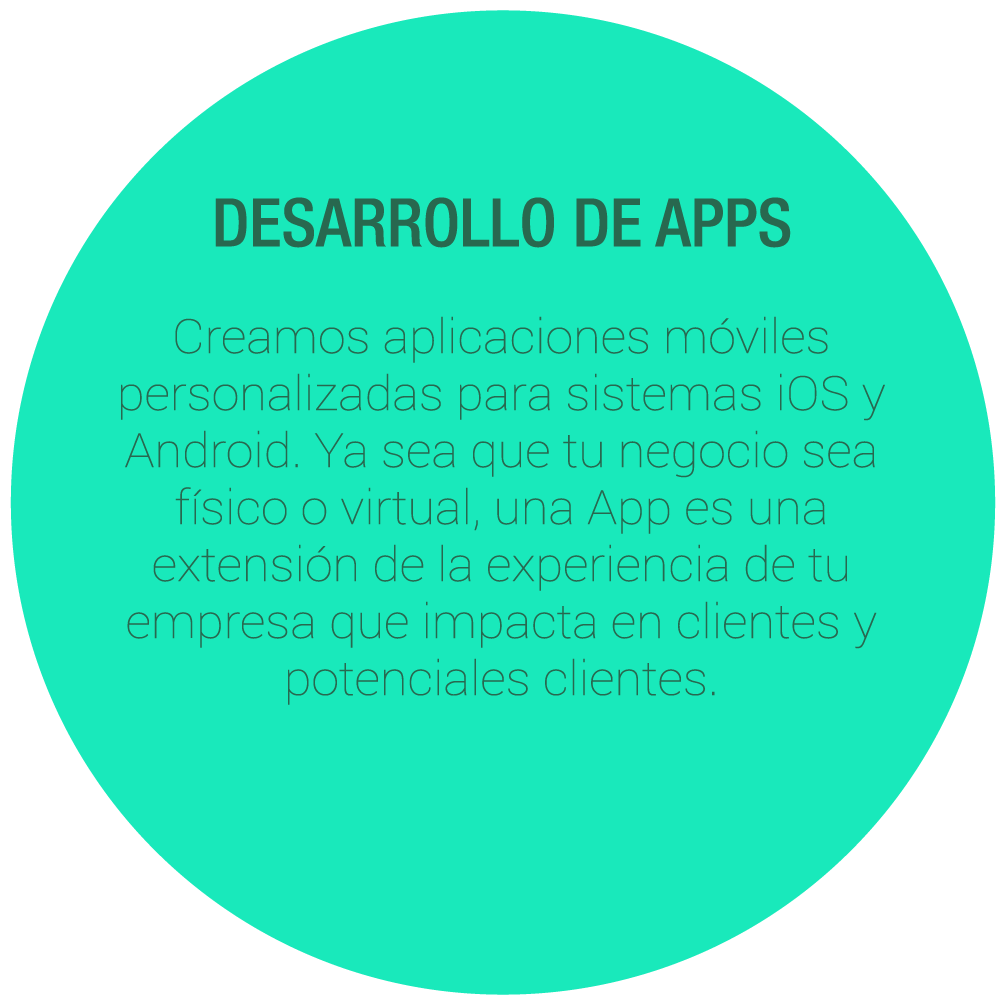 DESARROLLO DE APPS
Creamos aplicaciones móviles
personalizadas para sistemas iOS y
Android. Ya sea que tu negocio sea
físico o virtual, una App es una
extensión de la experiencia de tu
empresa que impacta en clientes y
potenciales clientes.